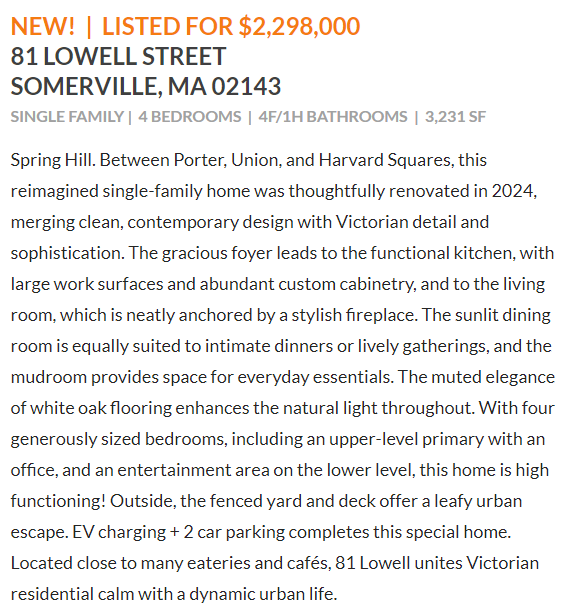 NEW! | LISTED FOR $2,298,000
81 LOWELL STREET
SOMERVILLE, MA 02143
SINGLE FAMILY | 4 BEDROOMS | 4F/1H BATHROOMS | 3,231 SF
Spring Hill. Between Porter, Union, and Harvard Squares, this
reimagined single-family home was thoughtfully renovated in 2024,
merging clean, contemporary design with Victorian detail and
sophistication. The gracious foyer leads to the functional kitchen, with
large work surfaces and abundant custom cabinetry, and to the living
room, which is neatly anchored by a stylish fireplace. The sunlit dining
room is equally suited to intimate dinners or lively gatherings, and the
mudroom provides space for everyday essentials. The muted elegance
of white oak flooring enhances the natural light throughout. With four
generously sized bedrooms, including an upper-level primary with an
office, and an entertainment area on the lower level, this home is high
functioning! Outside, the fenced yard and deck offer a leafy urban
escape. EV charging + 2 car parking completes this special home.
Located close to many eateries and cafés, 81 Lowell unites Victorian
residential calm with a dynamic urban life.